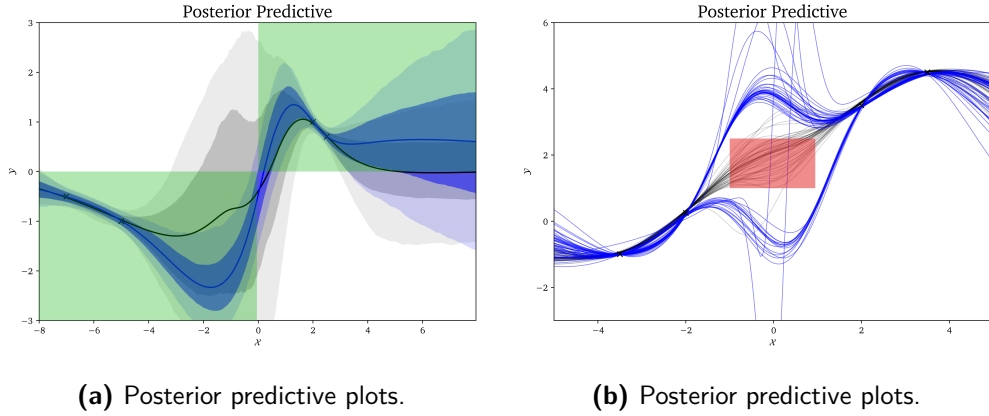 Posterior Predictive
3
2
1
0
−1
−2
−3
y
−8 −6 −4 −2 0 2 4 6
x
(a) Posterior predictive plots.
Posterior Predictive
6
4
2
0
−2
y
−4 −2 0 2 4
x
(b) Posterior predictive plots.